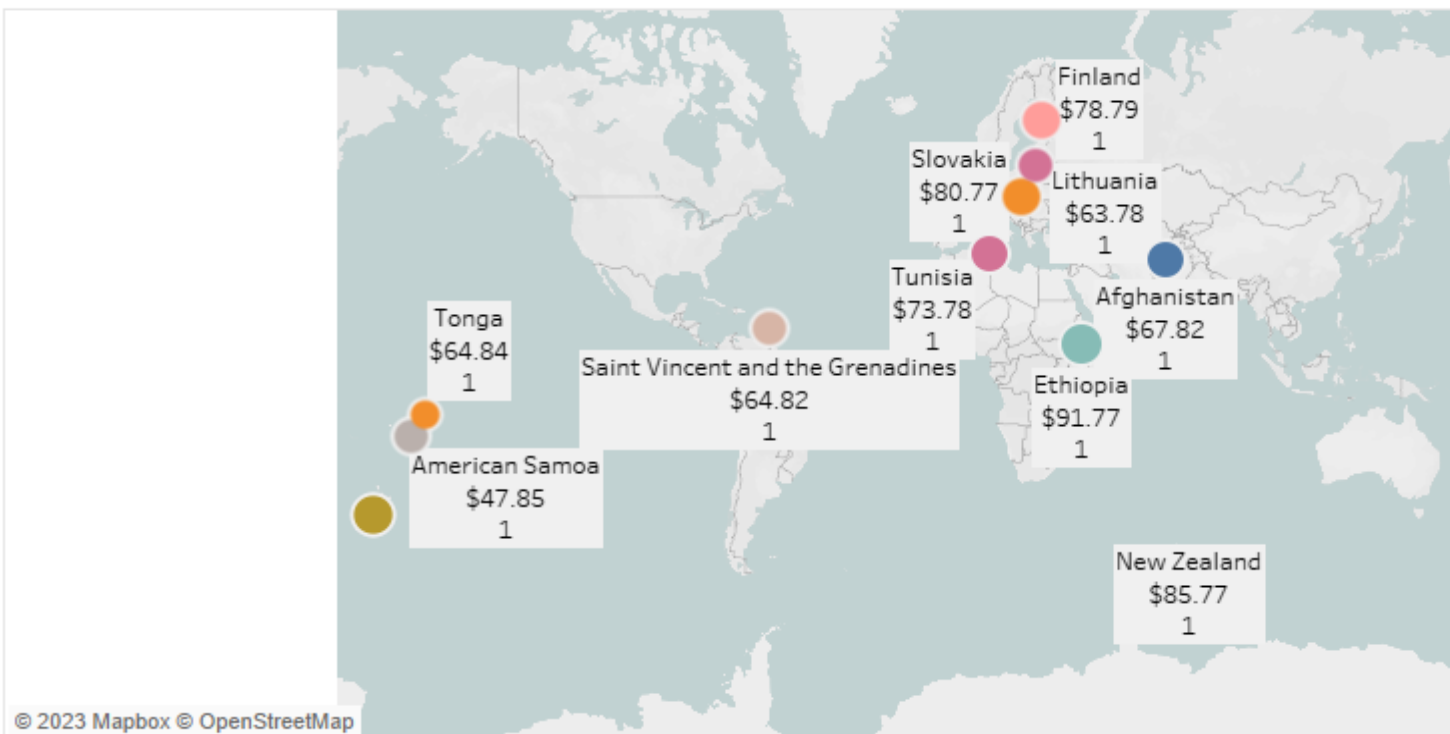 Finland
$78.79
1
Slovakia
$80.77
1
Lithuania
$63.78
1
Tunisia
$73.78
1
Afghanistan
$67.82
1
Tonga
$64.84
1
Saint Vincent and the Grenadines
$64.82
1
Ethiopia
$91.77
1
American Samoa
$47.85
1
New Zealand
$85.77
1
© 2023 Mapbox © OpenStreetMap